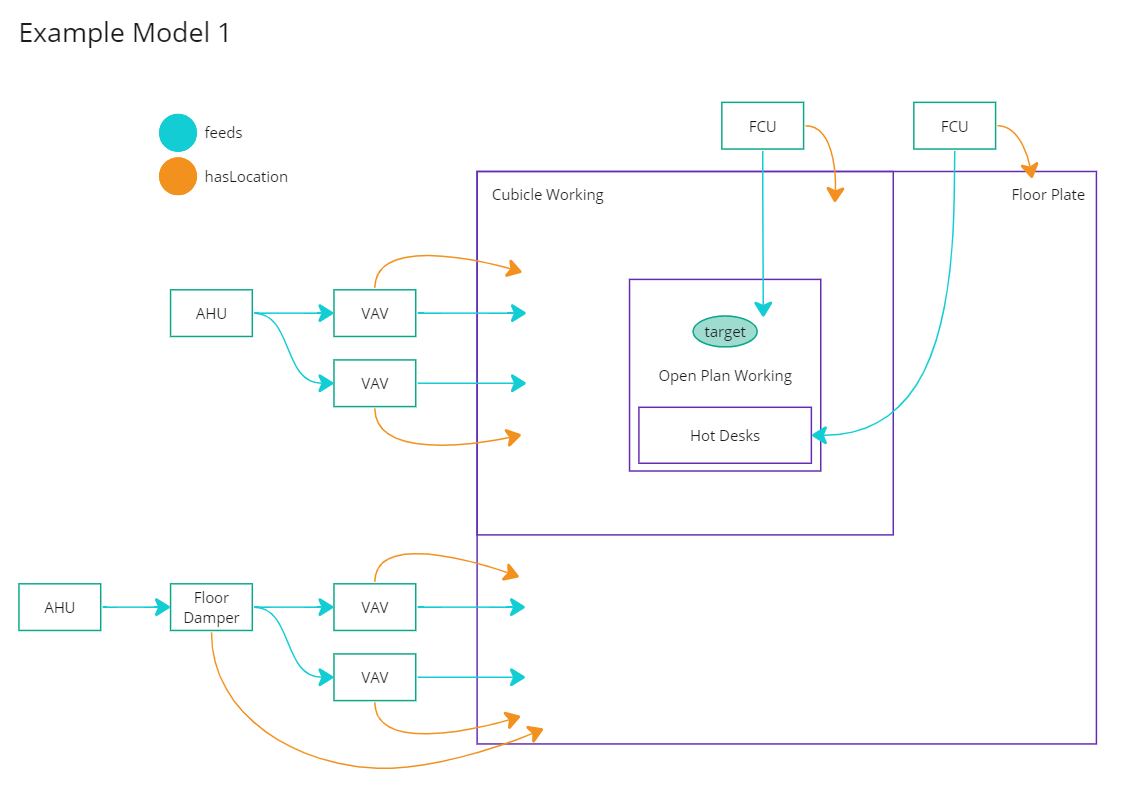 Example Model 1
feeds
hasLocation
FCU
FCU
Cubicle Working
Floor Plate
AHU
VAV
VAV
target
Open Plan Working
Hot Desks
AHU
Floor
Damper
VAV
VAV